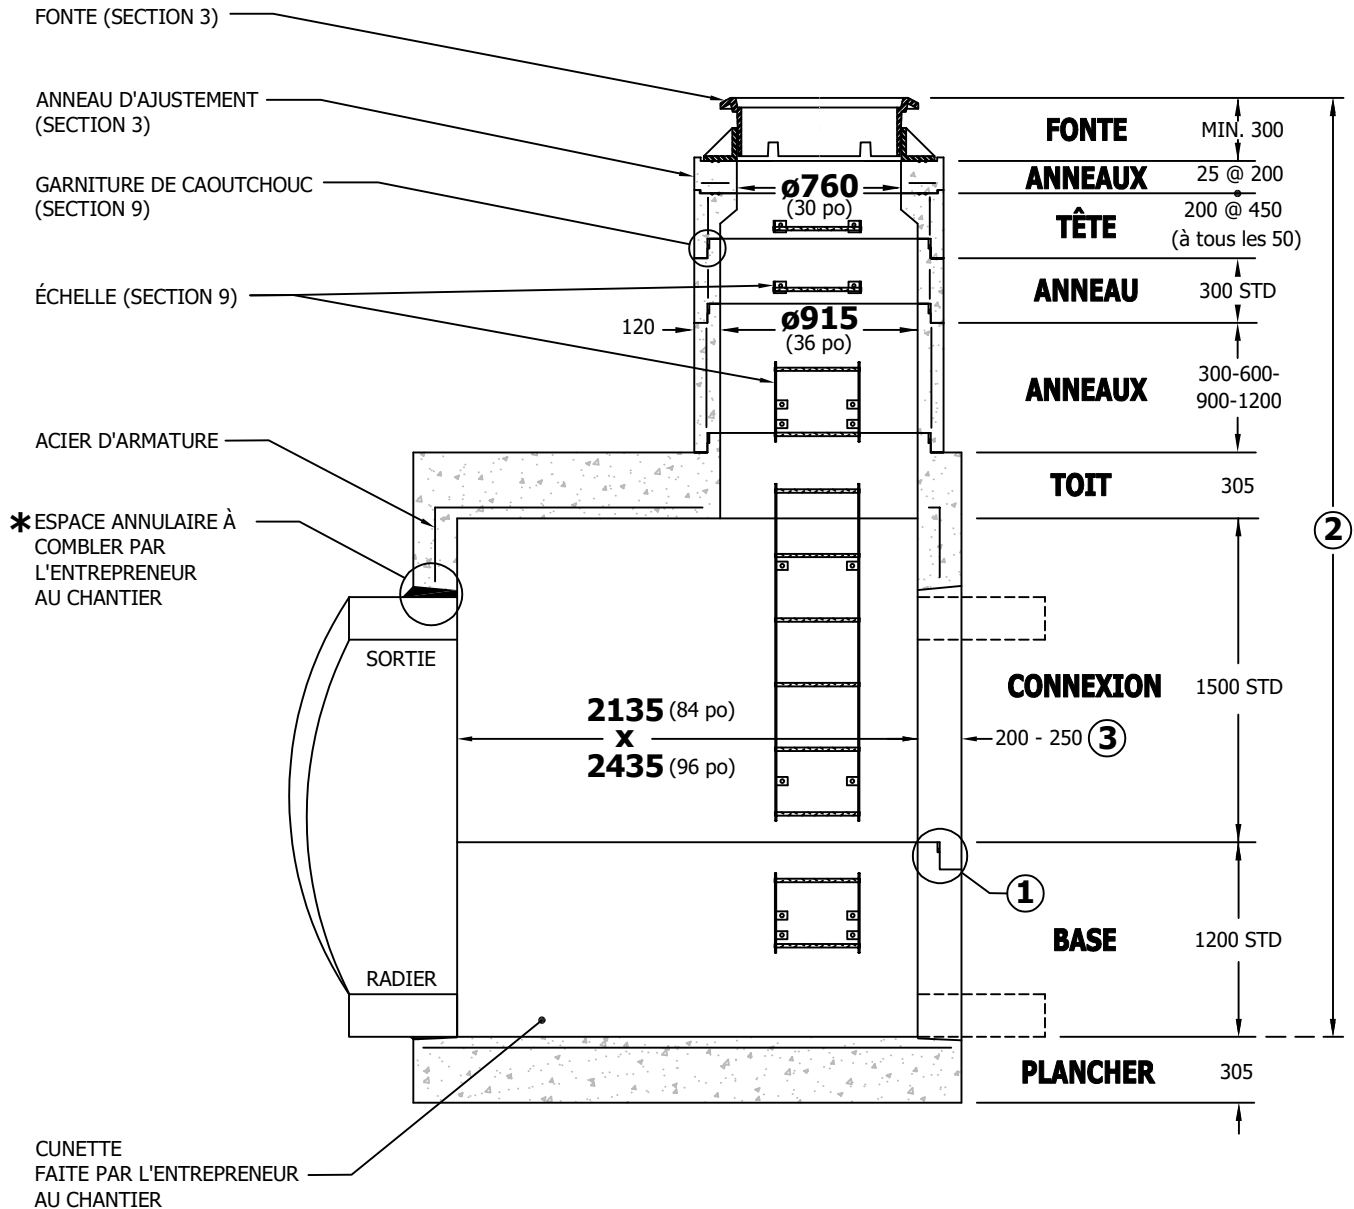 FONTE (SECTION 3)
ANNEAU D'AJUSTEMENT
(SECTION 3)
GARNITURE DE CAOUTCHOUC
(SECTION 9)
ÉCHELLE (SECTION 9)
ACIER D'ARMATURE
* ESPACE ANNULAIRE À
COMBLER PAR
L'ENTREPRENEUR
AU CHANTIER
CUNETTE
FAITE PAR L'ENTREPRENEUR
AU CHANTIER
ø760
(30 po)
120
ø915
(36 po)
SORTIE
2135 (84 po)
x
2435 (96 po)
RADIER
FONTE MIN. 300
ANNEAUX 25 @ 200
TÊTE 200 @ 450
(à tous les 50)
ANNEAU 300 STD
ANNEAUX 300-600-
900-1200
TOIT 305
2
CONNEXION 1500 STD
200 - 250 3
1
BASE 1200 STD
PLANCHER 305